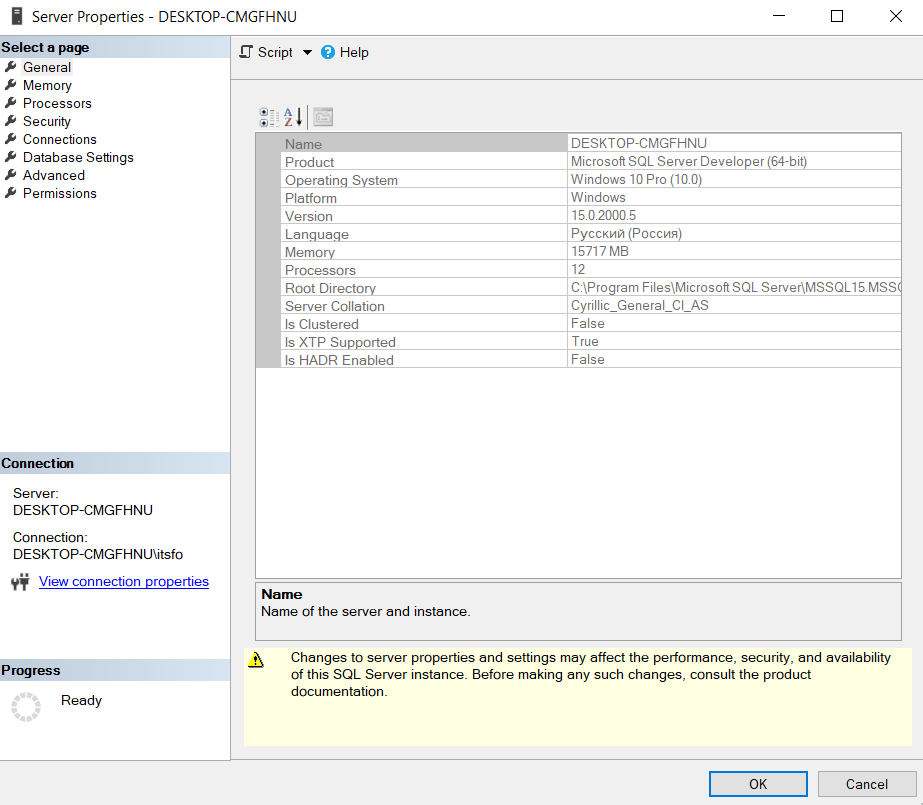 Server Properties - DESKTOP-CMGFHNU
Select a page
General
Memory
Processors
Security
Connections
Database Settings
Advanced
Permissions
Connection
Server:
DESKTOP-CMGFHNU
Connection:
DESKTOP-CMGFHNU\itsfo
View connection properties
Progress
Ready
Script Help
Name DESKTOP-CMGFHNU
Product Microsoft SQL Server Developer (64-bit)
Operating System Windows 10 Pro (10.0)
Platform Windows
Version 15.0.2000.5
Language Русский (Россия)
Memory 15717 MB
Processors 12
Root Directory C:\Program Files\Microsoft SQL Server\MSSQL15.MSSQ
Server Collation Cyrillic_General_CI_AS
Is Clustered False
Is XTP Supported True
Is HADR Enabled False
Name
Name of the server and instance.
Changes to server properties and settings may affect the performance, security, and availability
of this SQL Server instance. Before making any such changes, consult the product
documentation.
OK Cancel